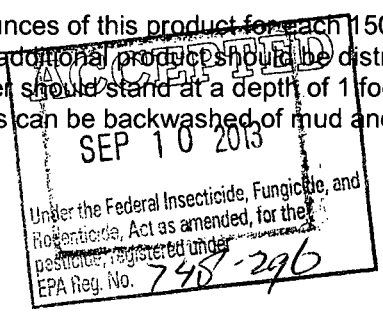 unces of this product for each 150
additional product should be distr
er should stand at a depth of 1 foo
s can be backwashed of mud and
ACCEPTED
SEP 10 2013
Under the Federal Insecticide, Fungicide, and
Rodenticide, Act as amended, for the
pesticide, registered under
EPA Reg. No. 748-296